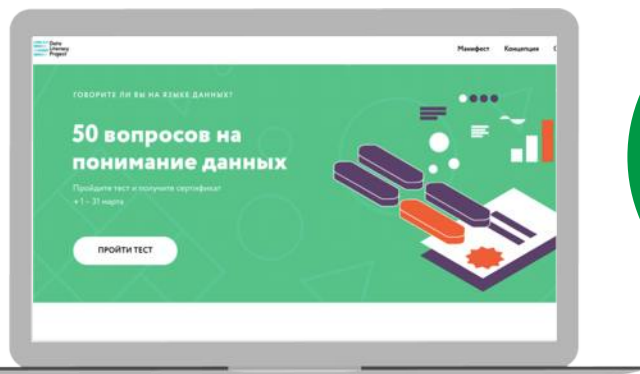 Data
Literacy
Project
Манифест Концепция
ГОВОРИТЕ ЛИ ВЫ НА ЯЗЫКЕ ДАННЫХ?
50 вопросов на
понимание данных
Пройдите тест и получите сертификат
•1 – 31 марта
ПРОЙТИ ТЕСТ